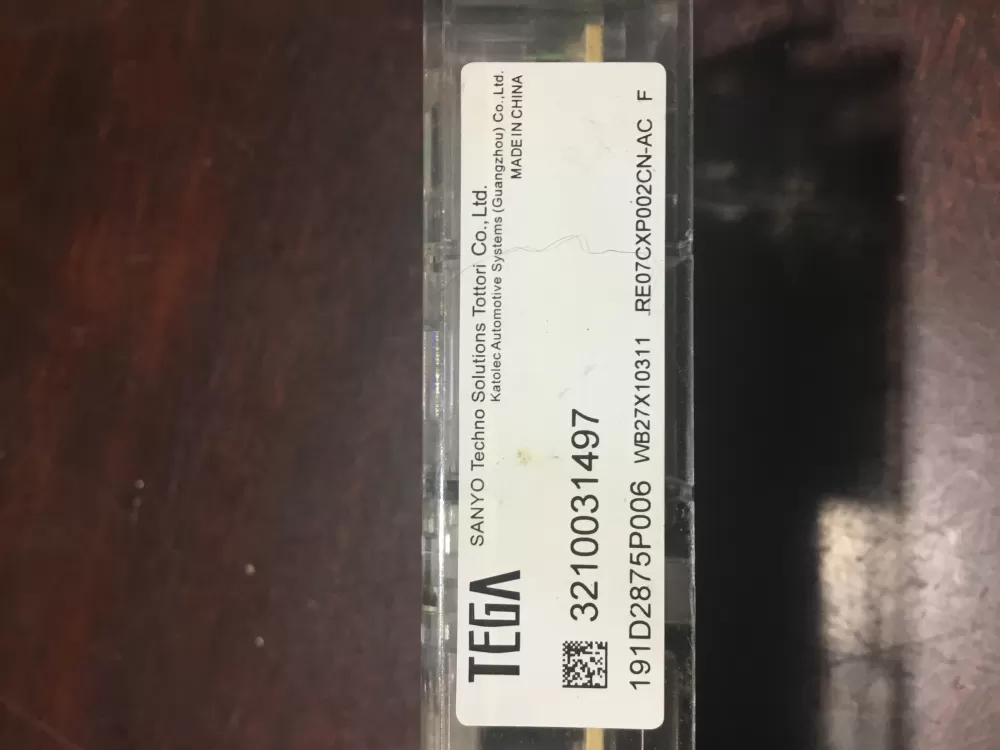 TEGA
SANYO Techno Solutions Tottori Co., Ltd.
Katolec Automotive Systems (Guangzhou) Co., Ltd.
MADE IN CHINA
3210031497
191D2875P006 WB27X10311 RE07CXP002CN-AC F